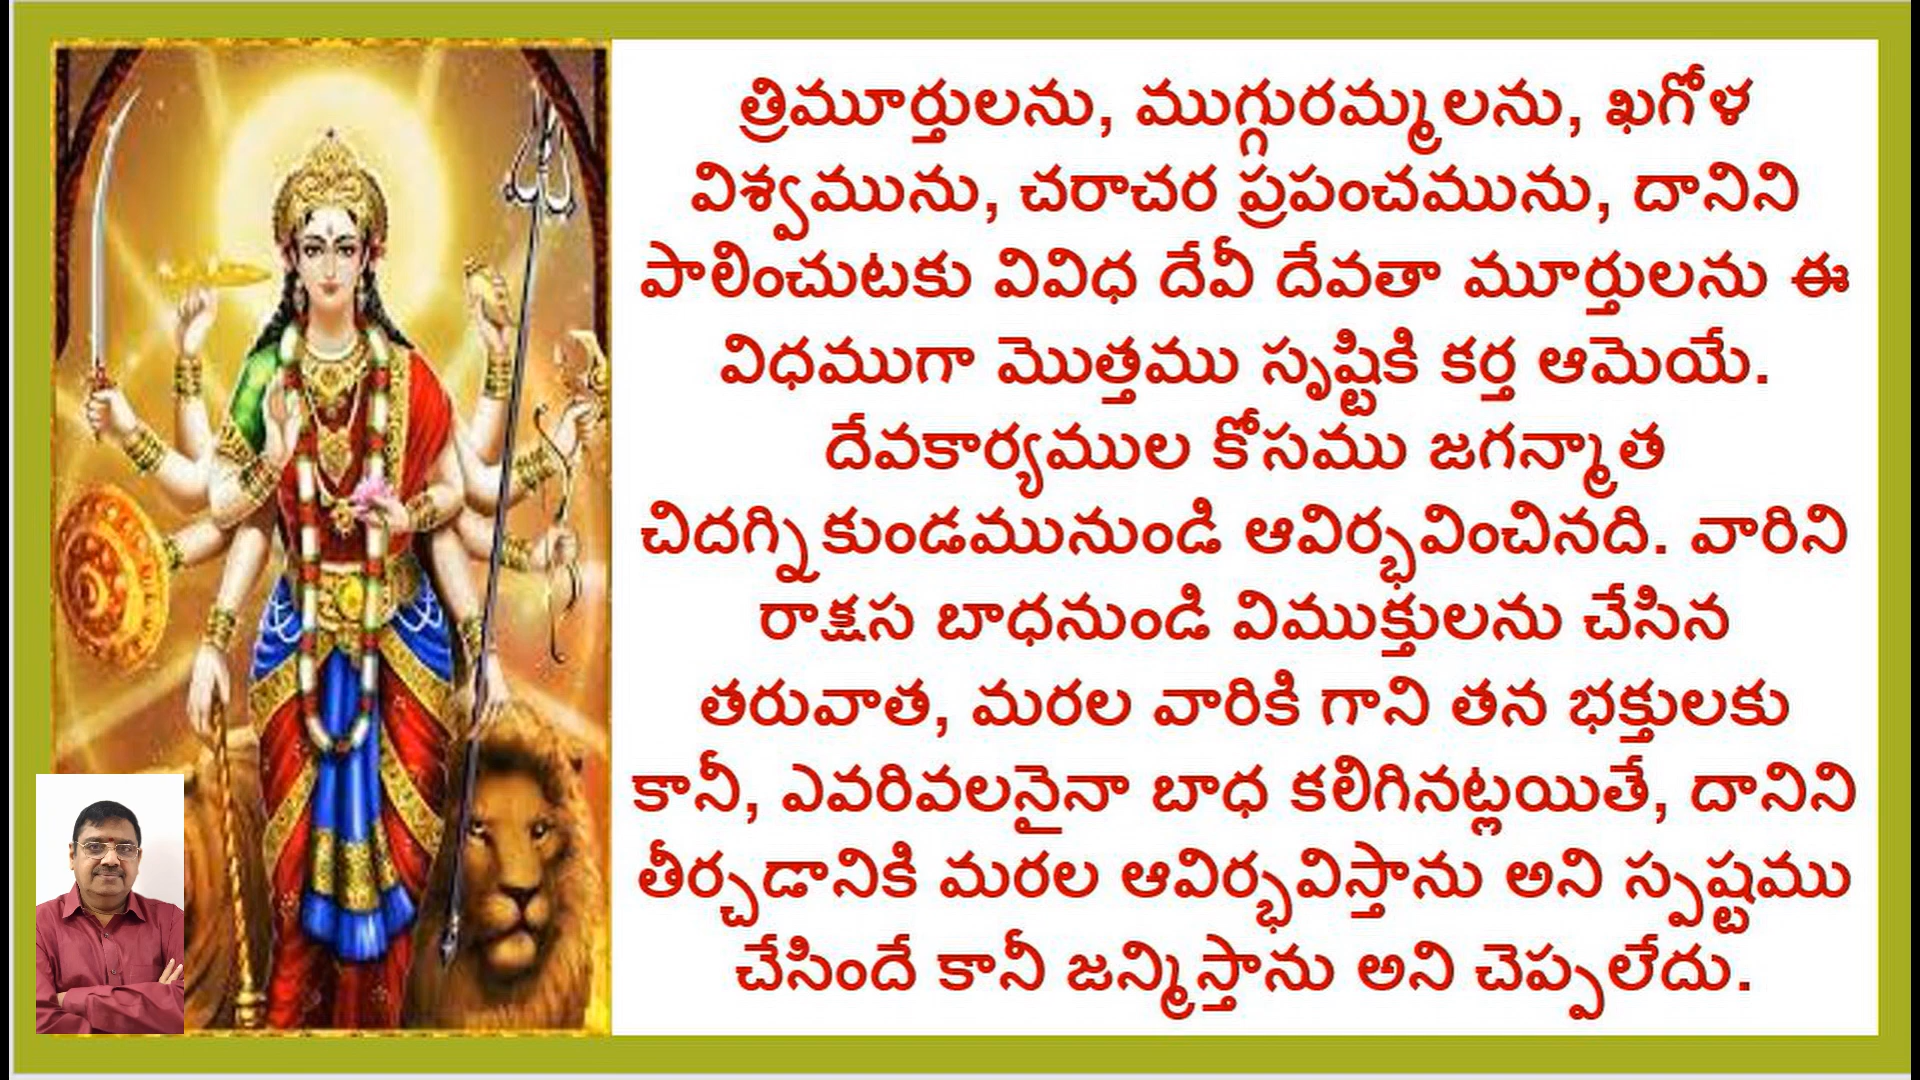 త్రిమూర్తులను, ముగ్గురమ్మలను, ఖగోళ
విశ్వమును, చరాచర ప్రపంచమును, దానిని
పాలించుటకు వివిధ దేవీ దేవతా మూర్తులను ఈ
విధముగా మొత్తము సృష్టికి కర్త ఆమెయే.
దేవకార్యముల కోసము జగన్మాత
చిదగ్నికుండమునుండి ఆవిర్భవించినది. వారిని
రాక్షస బాధనుండి విముక్తులను చేసిన
తరువాత, మరల వారికి గాని తన భక్తులకు
కానీ, ఎవరివలనైనా బాధ కలిగినట్లయితే, దానిని
తీర్చడానికి మరల ఆవిర్భవిస్తాను అని స్పష్టము
చేసిందే కానీ జన్మిస్తాను అని చెప్పలేదు.